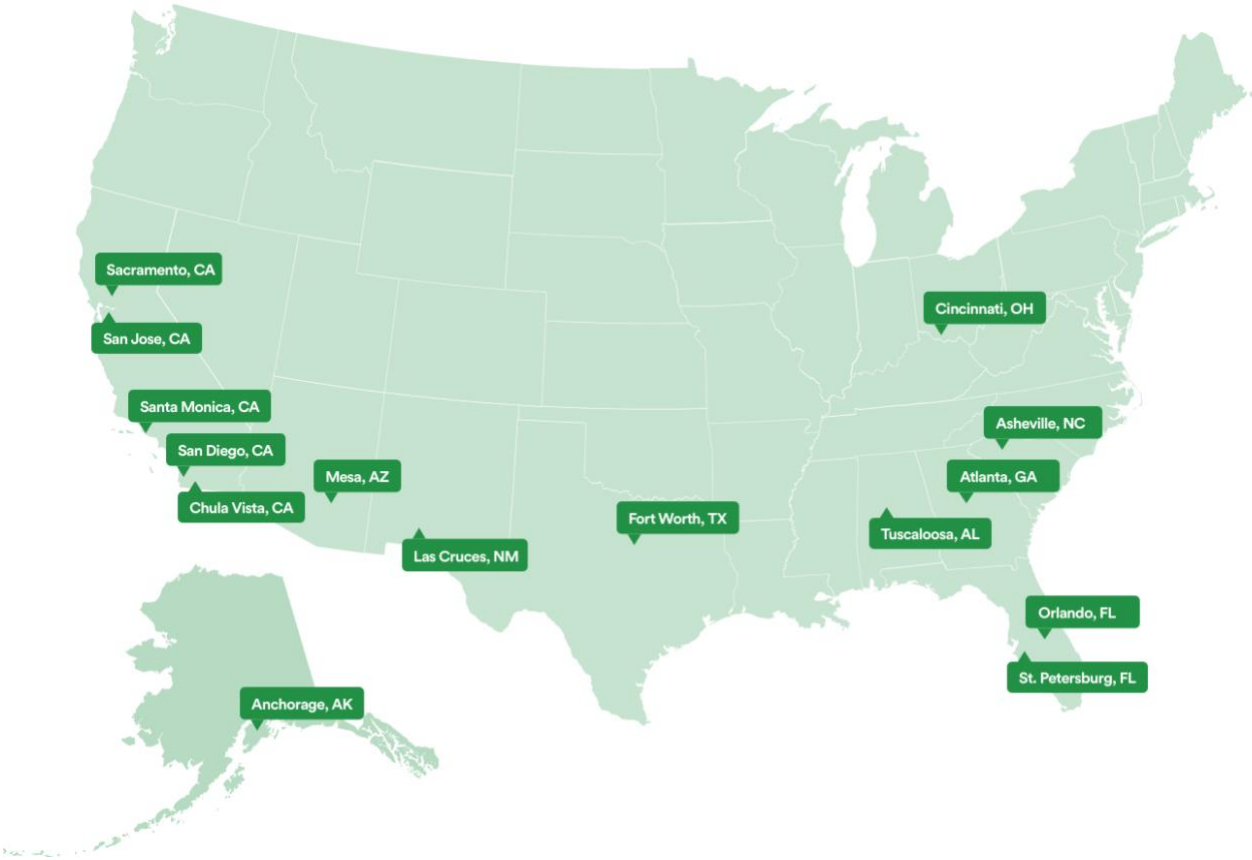 Sacramento, CA
Cincinnati, OH
San Jose, CA
Santa Monica, CA
Asheville, NC
San Diego, CA
Mesa, AZ
Atlanta, GA
Chula Vista, CA
Fort Worth, TX
Tuscaloosa, AL
Las Cruces, NM
Orlando, FL
St. Petersburg, FL
Anchorage, AK